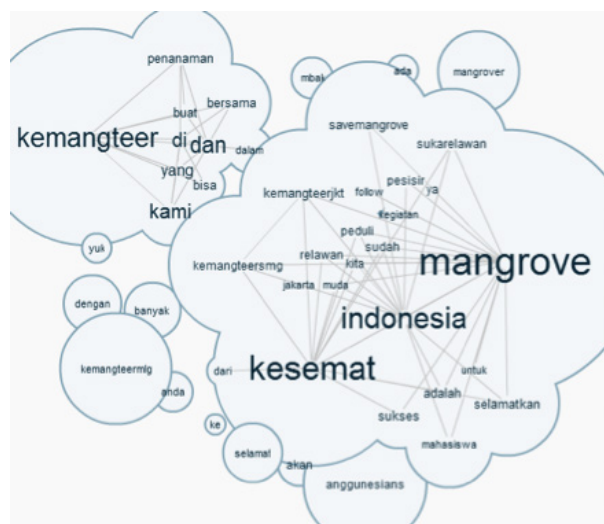 penanaman
buat
bersama
kemangteer
di
dan
dalam
yang
bisa
kami
yuk
dengan
banyak
kemangteermlg
anda
mbak
ada
mangrover
savemangrove
sukarelawan
kemangteerjkt
follow
pesisir
ya
kegiatan
peduli
sudah
relawan
kita
kemangteersmg
jakarta
muda
mangrove
indonesia
kesemat
dari
untuk
adalah
selamatkan
sukses
mahasiswa
ke
selamat
akan
anggunesians